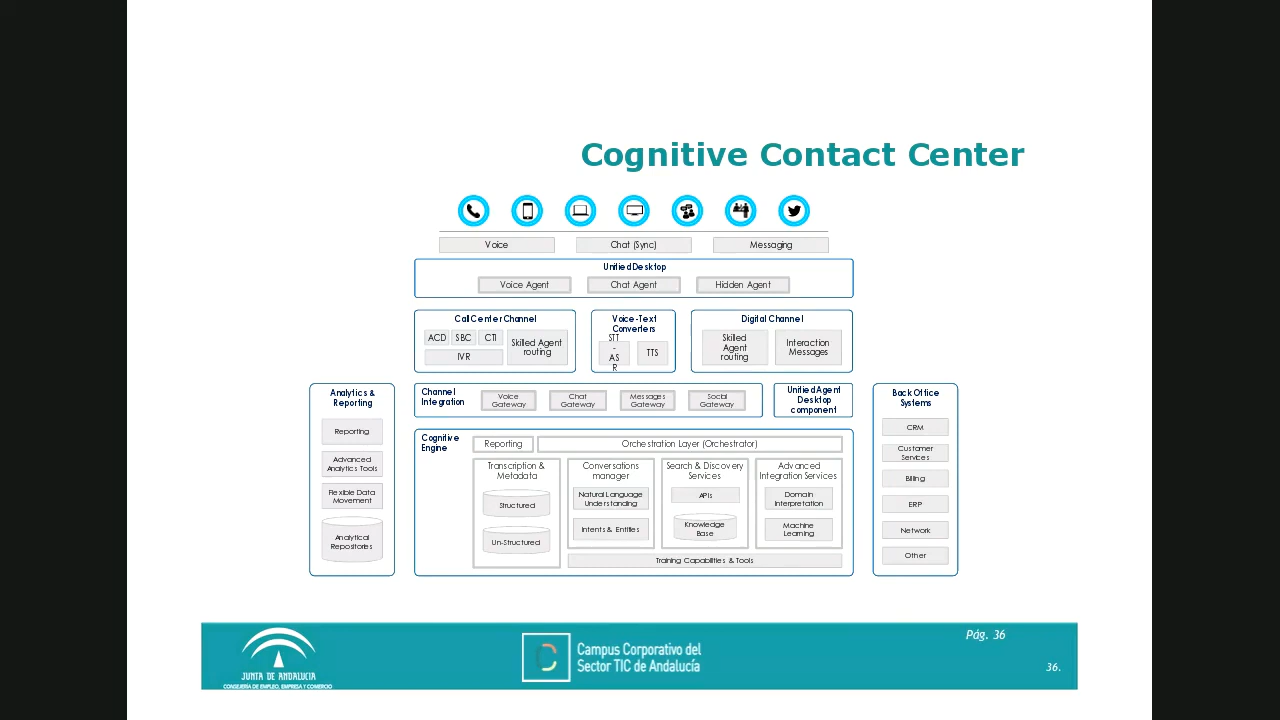 Cognitive Contact Center
Voice
Chat (Sync)
Messaging
Unified Desktop
Voice Agent
Chat Agent
Hidden Agent
Call Center Channel
ACD
SBC
CTI
IVR
Skilled Agent
routing
Voice-Text
Converters
STT
-
AS
R
TTS
Digital Channel
Skilled
Agent
routing
Interaction
Messages
Analytics &
Reporting
Reporting
Advanced
Analytics Tools
Flexible Data
Movement
Analytical
Repositories
Channel
Integration
Voice
Gateway
Chat
Gateway
Messages
Gateway
Social
Gateway
Unified Agent
Desktop
component
Cognitive
Engine
Reporting
Orchestration Layer (Orchestrator)
Transcription &
Metadata
Structured
Un-Structured
Conversations
manager
Natural Language
Understanding
Intents & Entities
Search & Discovery
Services
APIs
Knowledge
Base
Advanced
Integration Services
Domain
Interpretation
Machine
Learning
Training Capabilities & Tools
Back Office
Systems
CRM
Customer
Services
Billing
ERP
Network
Other
JUNTA DE ANDALUCIA
CONSEJERÍA DE EMPLEO, EMPRESA Y COMERCIO
Campus Corporativo del
Sector TIC de Andalucía
Pág. 36
36.